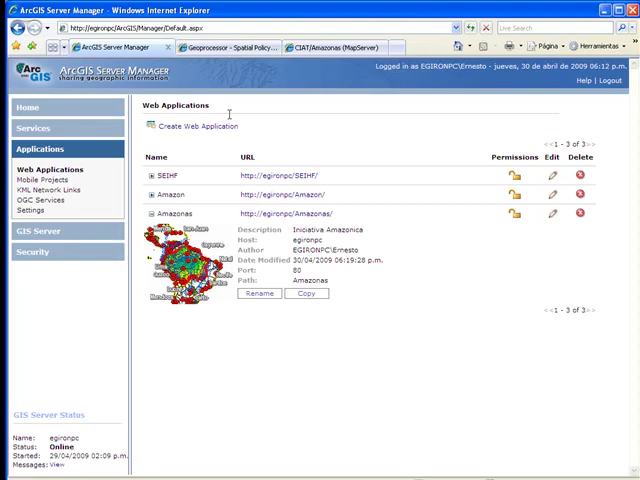 ArcGIS Server Manager - Windows Internet Explorer
http://egironpc/ArcGIS/Manager/Default.aspx
Live Search
ArcGIS Server Manager
Geoprocessor - Spatial Policy...
CIAT/Amazonas (MapServer)
Página
Herramientas
Arc GIS
ArcGIS Server Manager
sharing geographic information
Logged in as EGIRONPC\Ernesto - jueves, 30 de abril de 2009 06:12 p.m.
Help | Logout
Home
Services
Applications
Web Applications
Mobile Projects
KML Network Links
OGC Services
Settings
GIS Server
Security
Web Applications
Create Web Application
<< 1 - 3 of 3 >>
Name URL Permissions Edit Delete
SEIHF http://egironpc/SEIHF/
Amazon http://egironpc/Amazon/
Amazonas http://egironpc/Amazonas/
Description Iniciativa Amazonica
Host: egironpc
Author EGIRONPC\Ernesto
Date Modified 30/04/2009 06:19:28 p.m.
Port: 80
Path: Amazonas
Rename Copy
San Juan
Cayenne
Natal
<< 1 - 3 of 3 >>
GIS Server Status
Name: egironpc
Status: Online
Started: 29/04/2009 02:09 p.m.
Messages: View